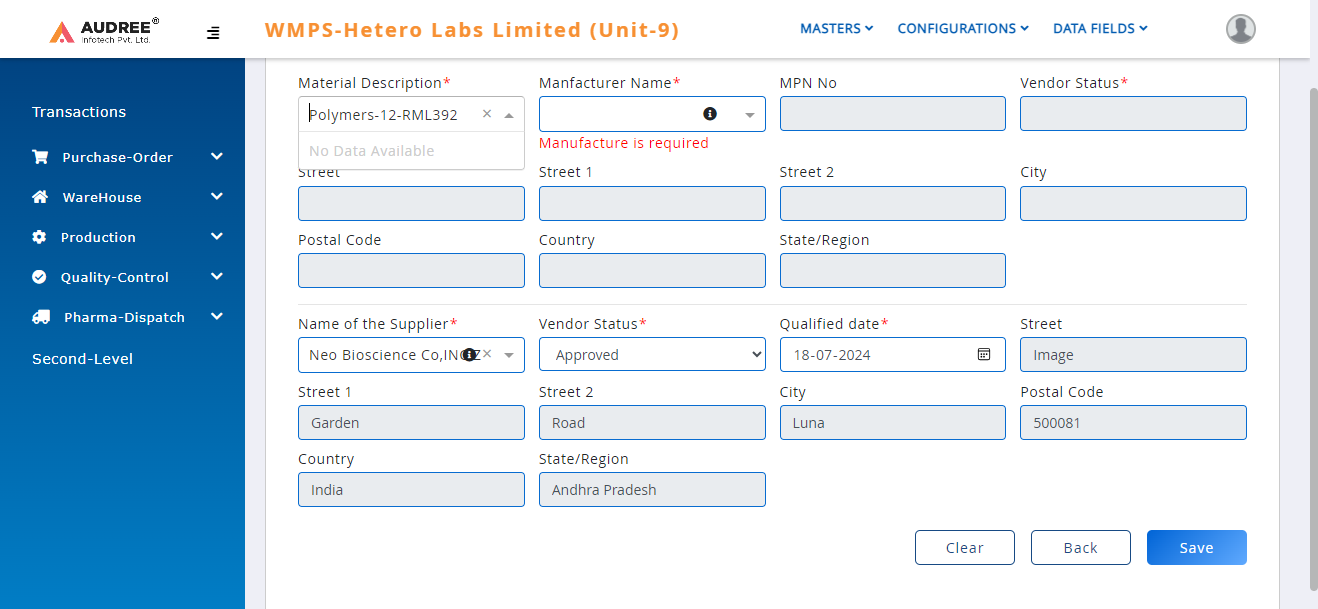 AUDREE®
Infotech Pvt. Ltd.
WMPS-Hetero Labs Limited (Unit-9)
MASTERS CONFIGURATIONS DATA FIELDS
Transactions
Purchase-Order
WareHouse
Production
Quality-Control
Pharma-Dispatch
Second-Level
Material Description* Manfacturer Name* MPN No Vendor Status*
Polymers-12-RML392
No Data Available
Manufacture is required
Street Street 1 Street 2 City
Postal Code Country State/Region
Name of the Supplier* Vendor Status* Qualified date* Street
Neo Bioscience Co,IN Approved 18-07-2024 Image
Street 1 Street 2 City Postal Code
Garden Road Luna 500081
Country State/Region
India Andhra Pradesh
Clear Back Save